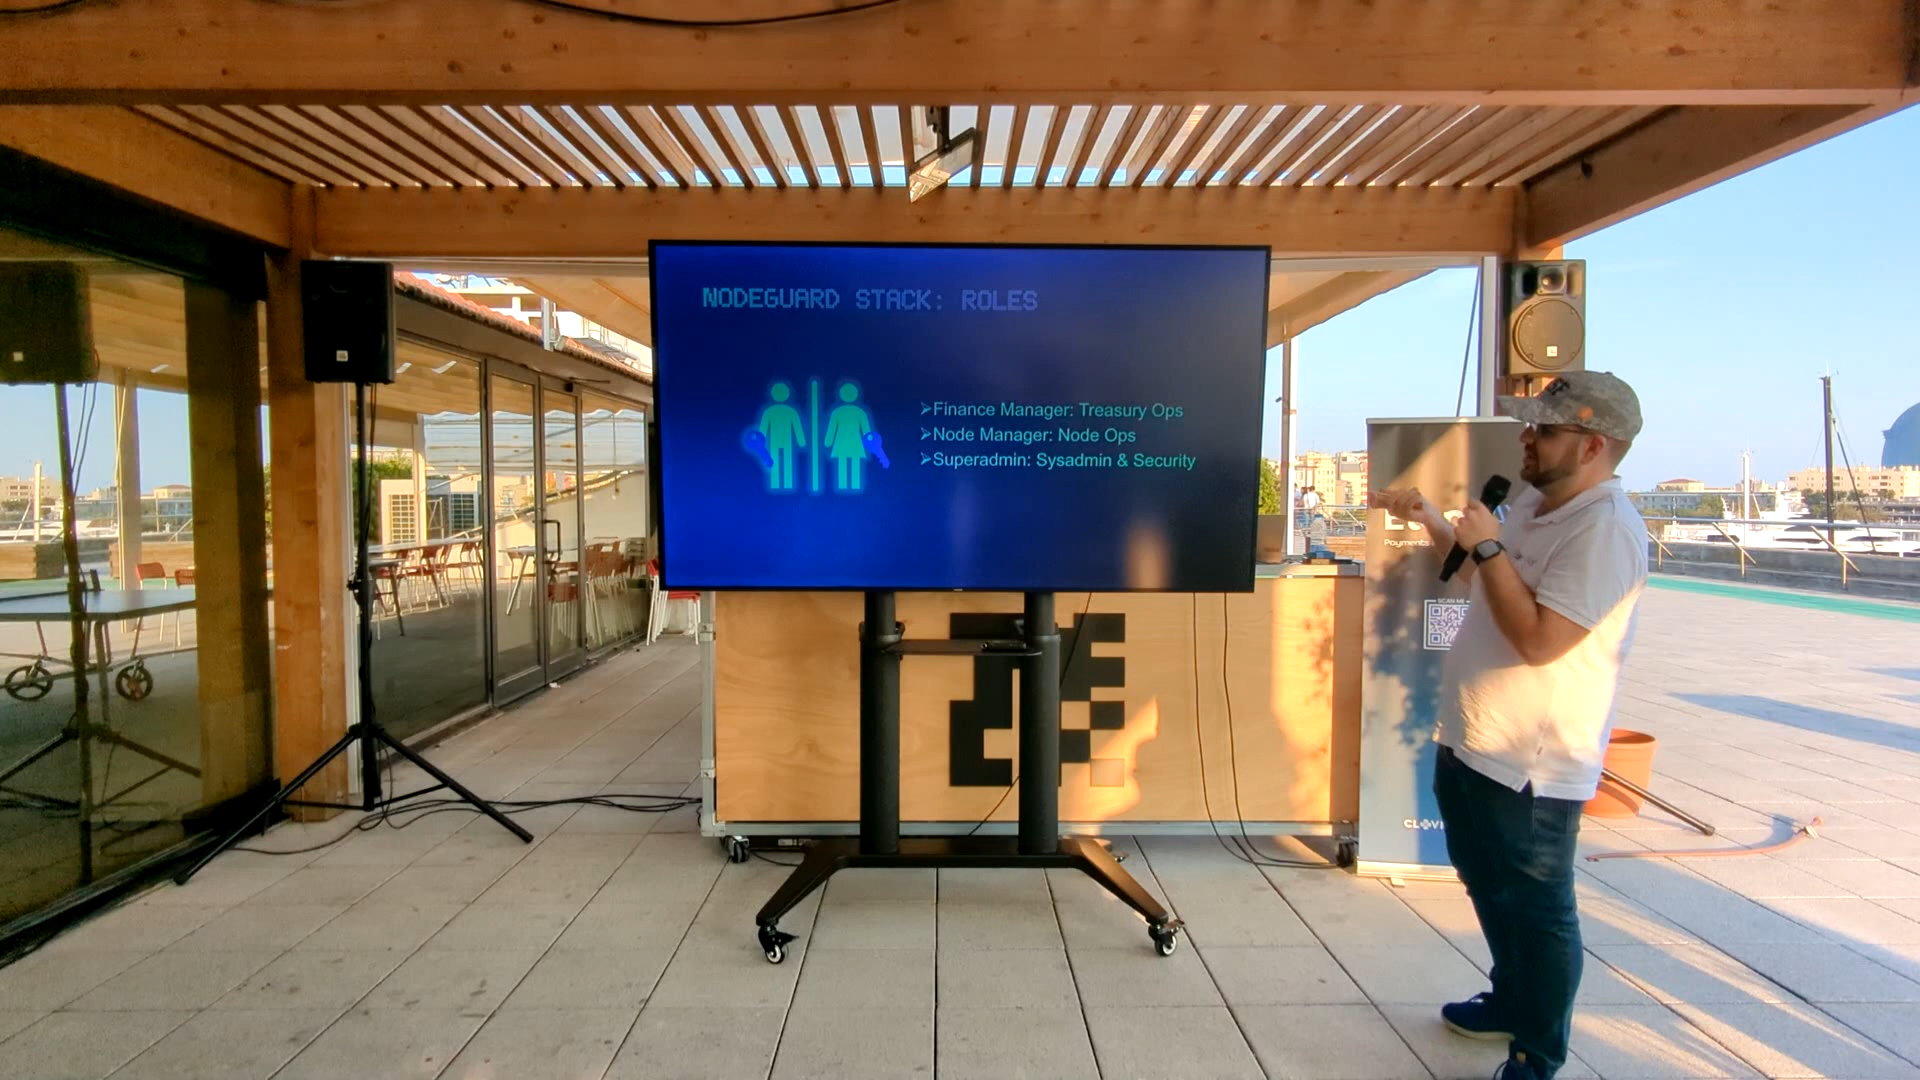 NODEGUARD STACK: ROLES
➢Finance Manager: Treasury Ops
➢Node Manager: Node Ops
➢Superadmin: Sysadmin & Security
Payments
SCAN ME